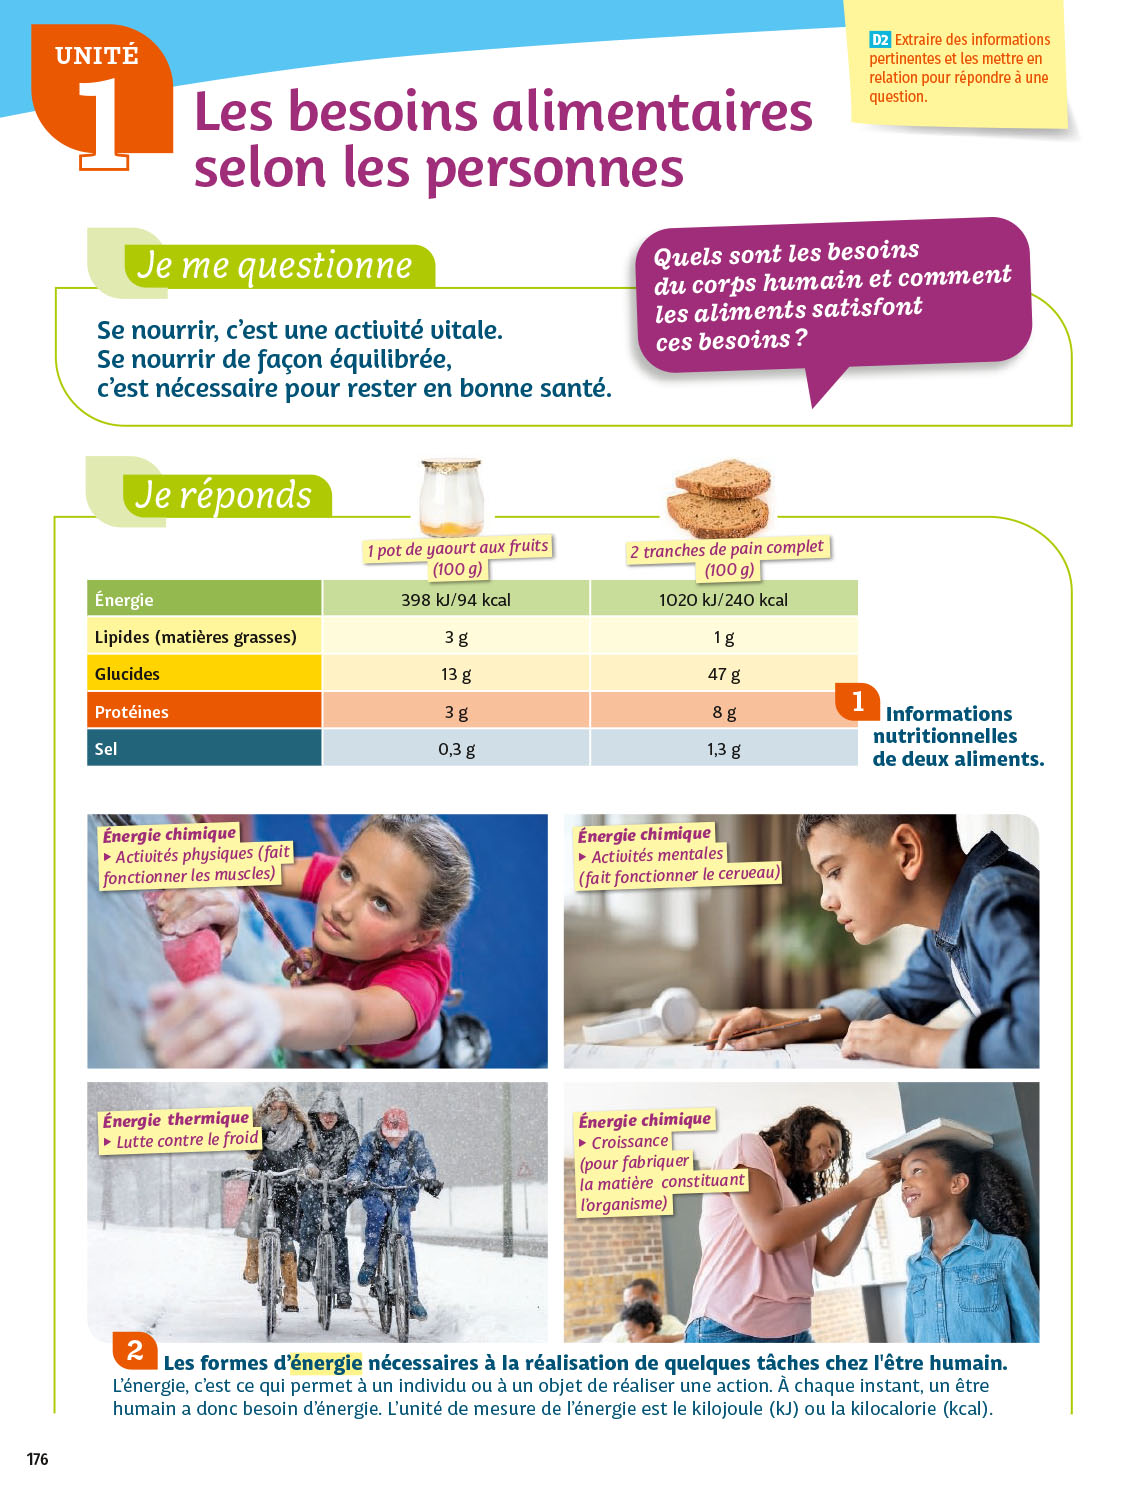 UNITÉ
1
Les besoins alimentaires
selon les personnes
D2 Extraire des informations
pertinentes et les mettre en
relation pour répondre à une
question.
Je me questionne
Se nourrir, c'est une activité vitale.
Se nourrir de façon équilibrée,
c'est nécessaire pour rester en bonne santé.
Quels sont les besoins
du corps humain et comment
les aliments satisfont
ces besoins ?
Je réponds
1 pot de yaourt aux fruits
(100 g)
2 tranches de pain complet
(100 g)
Énergie 398 kJ/94 kcal 1020 kJ/240 kcal
Lipides (matières grasses) 3 g 1 g
Glucides 13 g 47 g
Protéines 3 g 8 g
Sel 0,3 g 1,3 g
1 Informations
nutritionnelles
de deux aliments.
Énergie chimique
▸ Activités physiques (fait
fonctionner les muscles)
Énergie chimique
▸ Activités mentales
(fait fonctionner le cerveau)
Énergie thermique
▸ Lutte contre le froid
Énergie chimique
▸ Croissance
(pour fabriquer
la matière constituant
l'organisme)
2 Les formes d'énergie nécessaires à la réalisation de quelques tâches chez l'être humain.
L'énergie, c'est ce qui permet à un individu ou à un objet de réaliser une action. À chaque instant, un être
humain a donc besoin d'énergie. L'unité de mesure de l'énergie est le kilojoule (kJ) ou la kilocalorie (kcal).
176